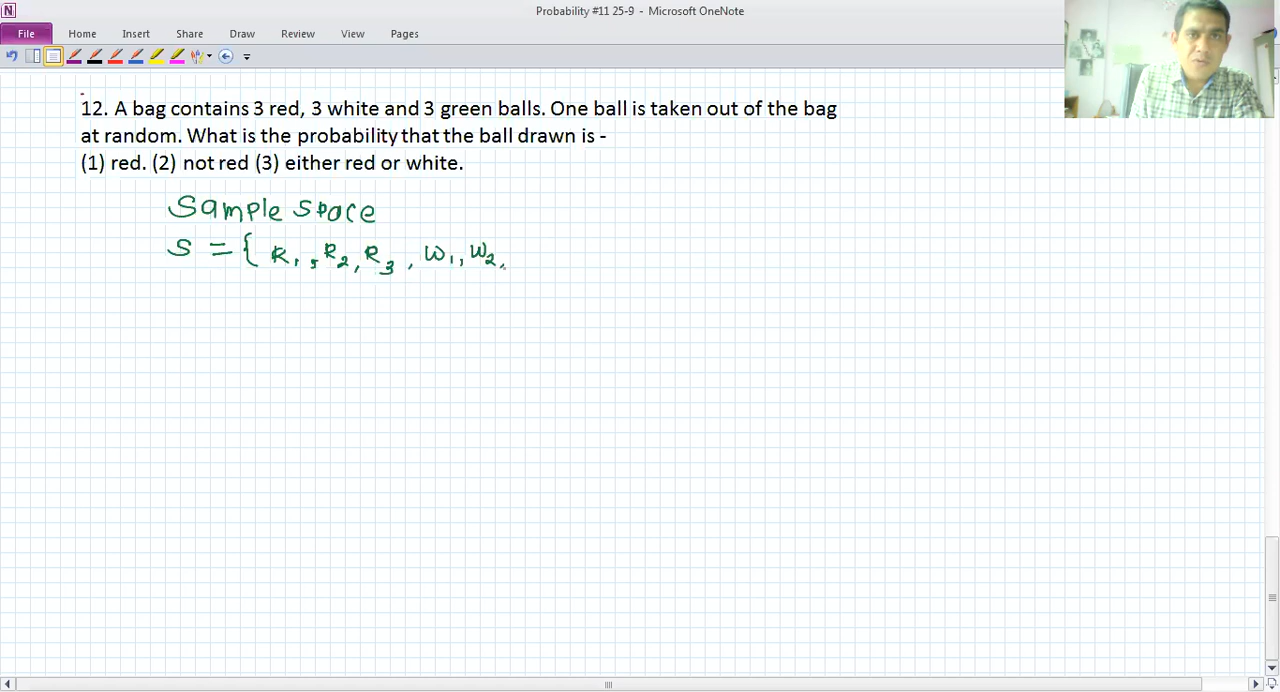 Probability #11 25-9 - Microsoft OneNote
File Home Insert Share Draw Review View Pages
12. A bag contains 3 red, 3 white and 3 green balls. One ball is taken out of the bag
at random. What is the probability that the ball drawn is -
(1) red. (2) not red (3) either red or white.
Sample space
S = { R1, R2, R3, W1, W2,